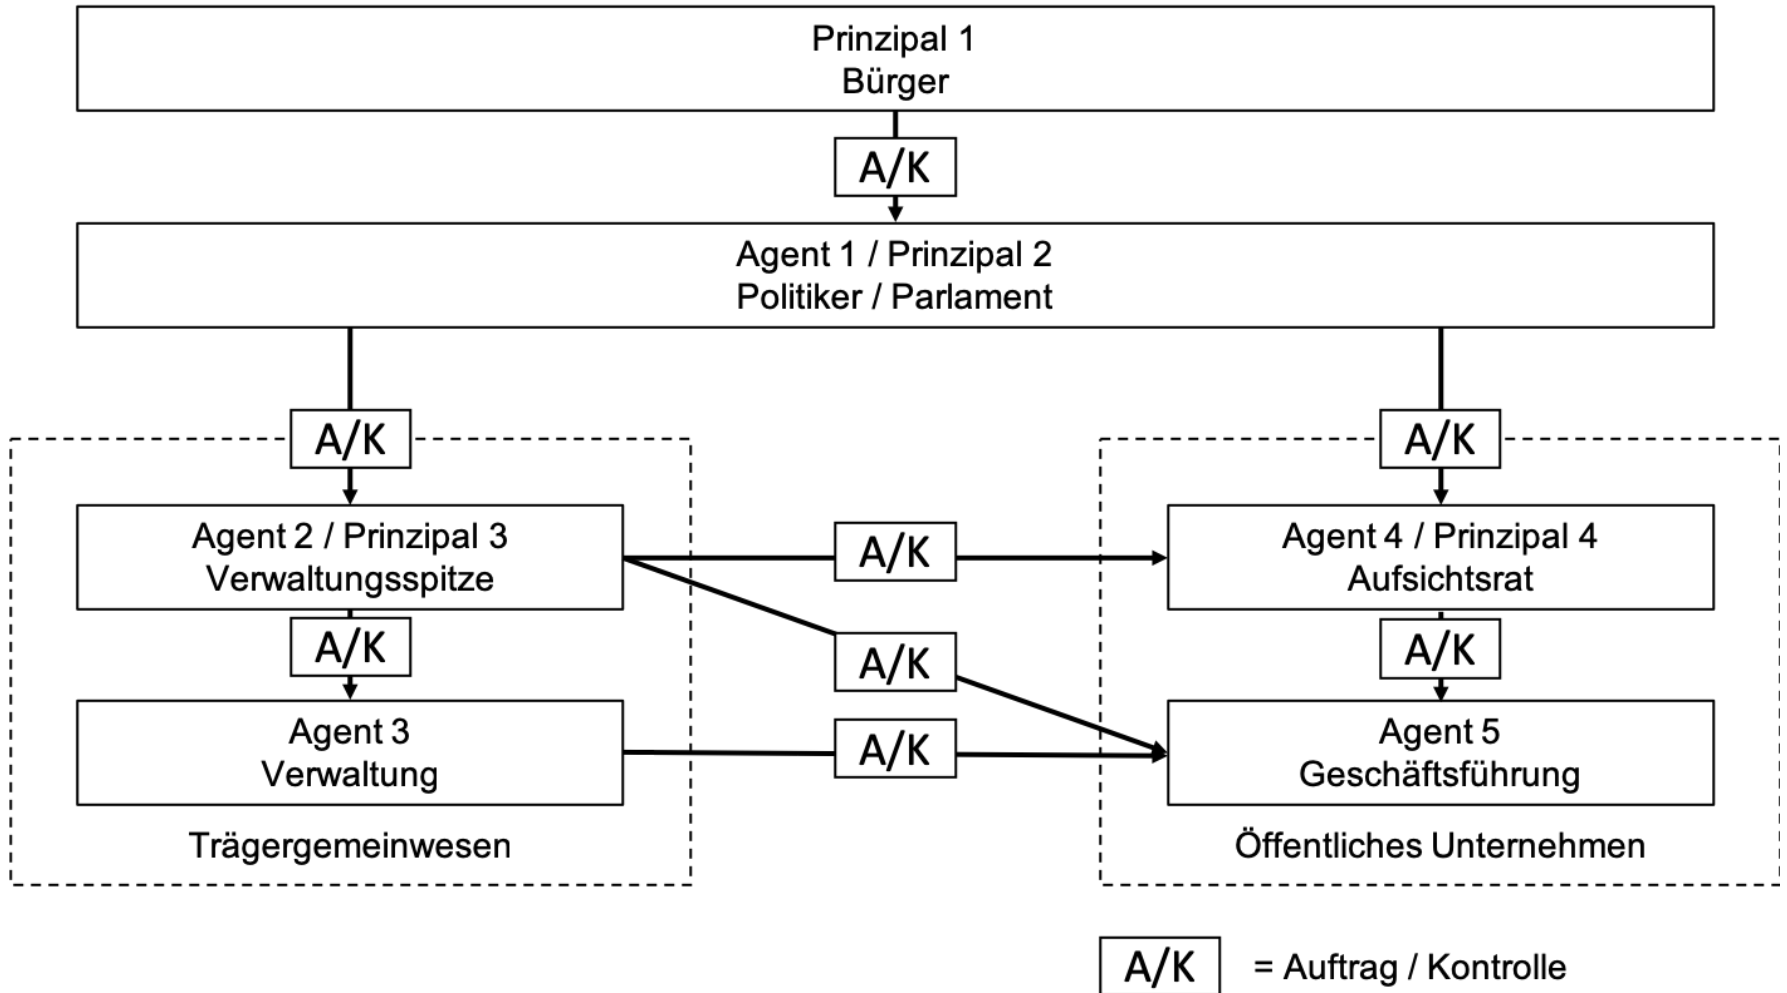 Prinzipal 1
Bürger
A/K
Agent 1 / Prinzipal 2
Politiker / Parlament
A/K
A/K
Agent 2 / Prinzipal 3
Verwaltungsspitze
A/K
Agent 4 / Prinzipal 4
Aufsichtsrat
A/K
A/K
A/K
Agent 3
Verwaltung
A/K
Agent 5
Geschäftsführung
Trägergemeinwesen
Öffentliches Unternehmen
A/K = Auftrag / Kontrolle